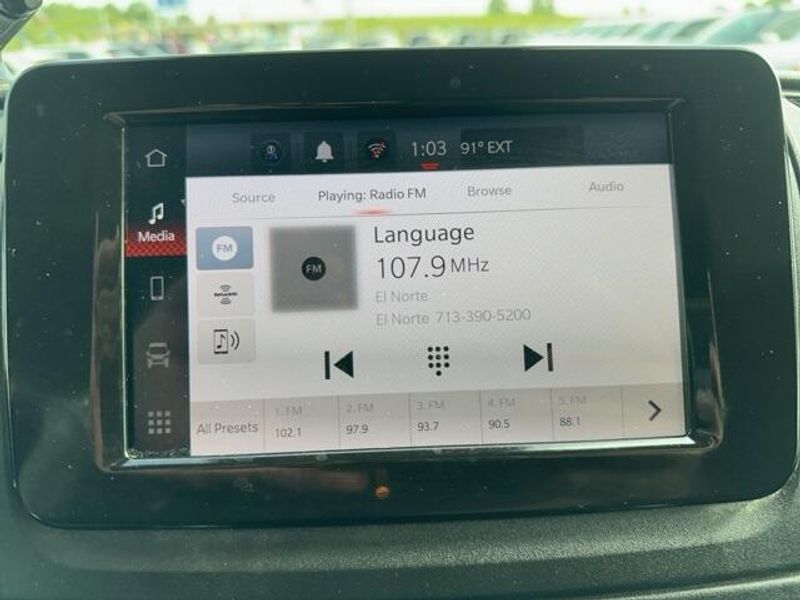 1:03 91° EXT
Source Playing: Radio FM Browse Audio
Media
FM
FM
Language
107.9 MHz
El Norte
El Norte 713-390-5200
SiriusXM
All Presets
1. FM
102.1
2. FM
97.9
3. FM
93.7
4. FM
90.5
5. FM
88.1